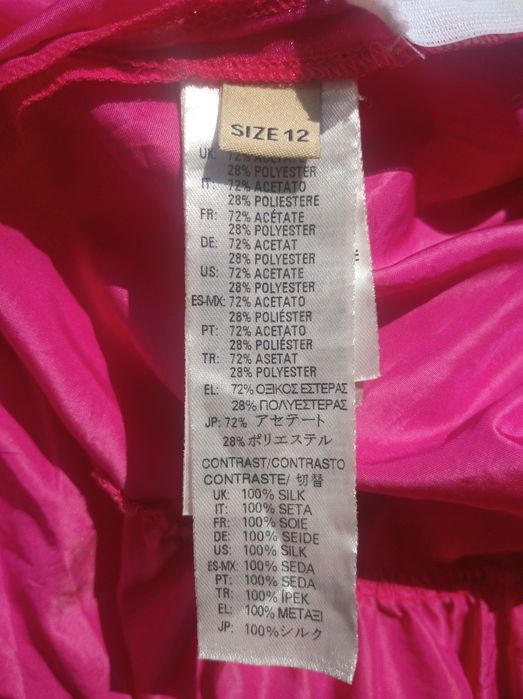 SIZE 12
UK: 72% ACETATE
28% POLYESTER
IT: 72% ACETATO
28% POLIESTERE
FR: 72% ACÉTATE
28% POLYESTER
DE: 72% ACETAT
28% POLYESTER
US: 72% ACETATE
28% POLYESTER
ES-MX: 72% ACETATO
28% POLIÉSTER
PT: 72% ACETATO
28% POLIÉSTER
TR: 72% ASETAT
28% POLYESTER
EL: 72% ΟΞΙΚΟΣ ΕΣΤΕΡΑΣ
28% ΠΟΛΥΕΣΤΕΡΑΣ
JP: 72% アセテート
28% ポリエステル
CONTRAST/CONTRASTO
CONTRASTE/ 切替
UK: 100% SILK
IT: 100% SETA
FR: 100% SOIE
DE: 100% SEIDE
US: 100% SILK
ES-MX: 100% SEDA
PT: 100% SEDA
TR: 100% İPEK
EL: 100% ΜΕΤΑΞΙ
JP: 100%シルク